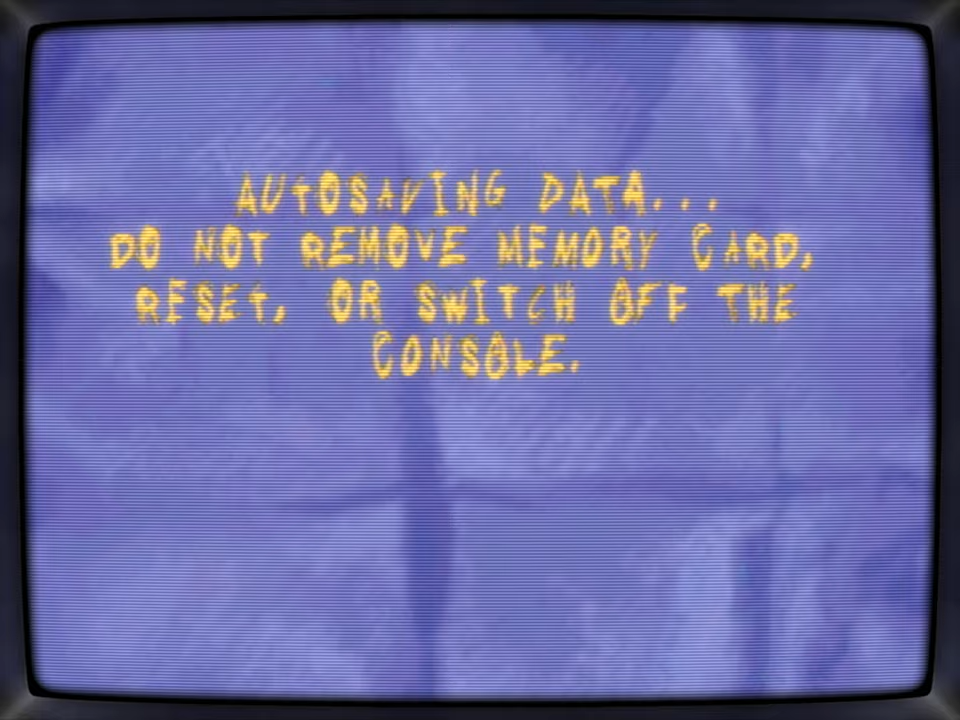 AUTOSAVING DATA...
DO NOT REMOVE MEMORY CARD,
RESET, OR SWITCH OFF THE
CONSOLE.